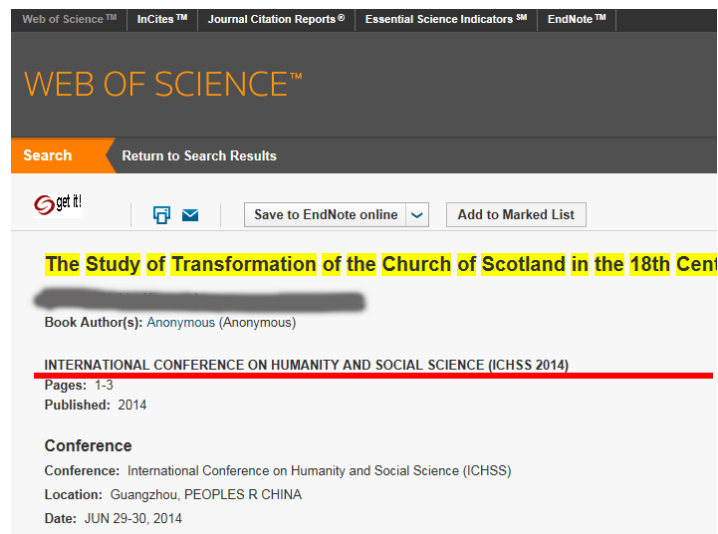 Web of Science™ InCites™ Journal Citation Reports® Essential Science Indicators℠ EndNote™
WEB OF SCIENCE™
Search Return to Search Results
get it! Save to EndNote online Add to Marked List
The Study of Transformation of the Church of Scotland in the 18th Cent
Book Author(s): Anonymous (Anonymous)
INTERNATIONAL CONFERENCE ON HUMANITY AND SOCIAL SCIENCE (ICHSS 2014)
Pages: 1-3
Published: 2014
Conference
Conference: International Conference on Humanity and Social Science (ICHSS)
Location: Guangzhou, PEOPLES R CHINA
Date: JUN 29-30, 2014